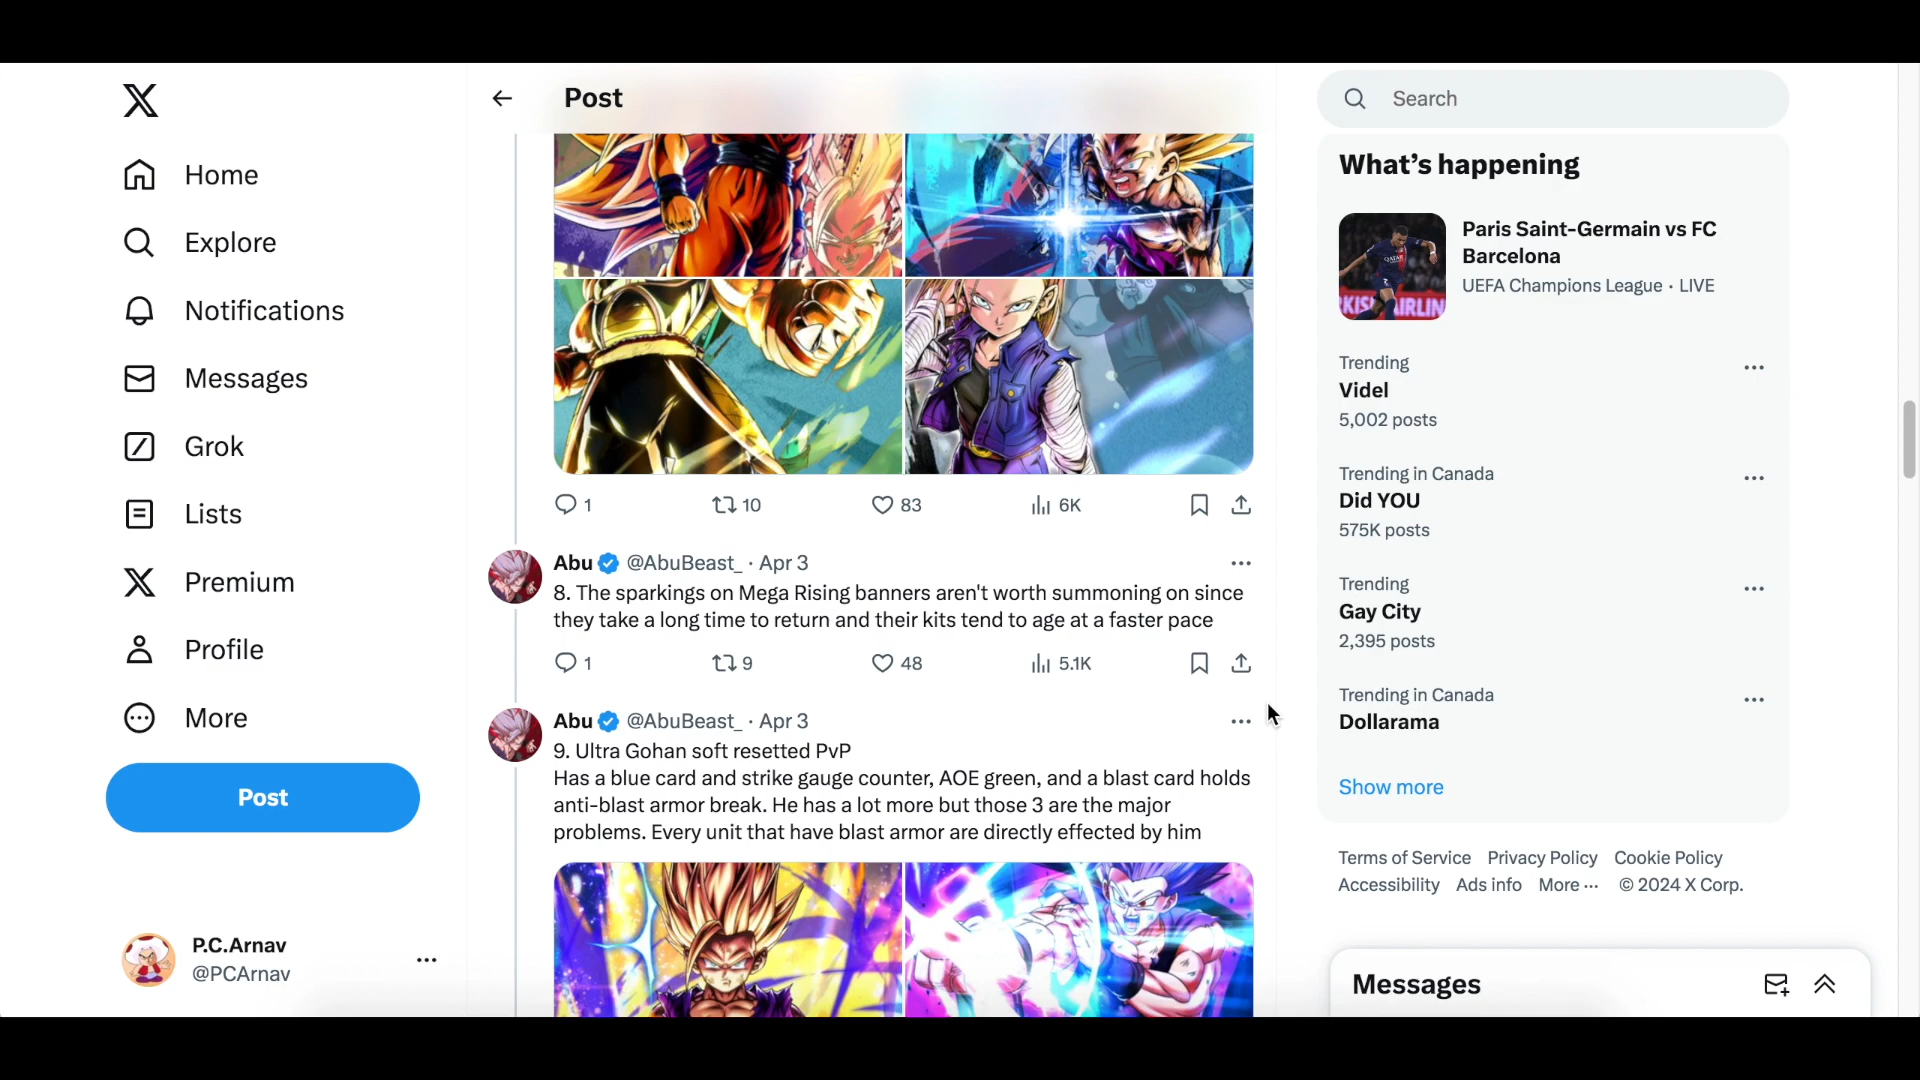 Home
Explore
Notifications
Messages
Grok
Lists
Premium
Profile
More
Post
P.C.Arnav
@PCArnav
Post
1 10 83 6K
Abu @AbuBeast_ · Apr 3
8. The sparkings on Mega Rising banners aren't worth summoning on since
they take a long time to return and their kits tend to age at a faster pace
1 9 48 5.1K
Abu @AbuBeast_ · Apr 3
9. Ultra Gohan soft resetted PvP
Has a blue card and strike gauge counter, AOE green, and a blast card holds
anti-blast armor break. He has a lot more but those 3 are the major
problems. Every unit that have blast armor are directly effected by him
Search
What's happening
Paris Saint-Germain vs FC
Barcelona
UEFA Champions League · LIVE
Trending
Videl
5,002 posts
Trending in Canada
Did YOU
575K posts
Trending
Gay City
2,395 posts
Trending in Canada
Dollarama
Show more
Terms of Service Privacy Policy Cookie Policy
Accessibility Ads info More ··· © 2024 X Corp.
Messages